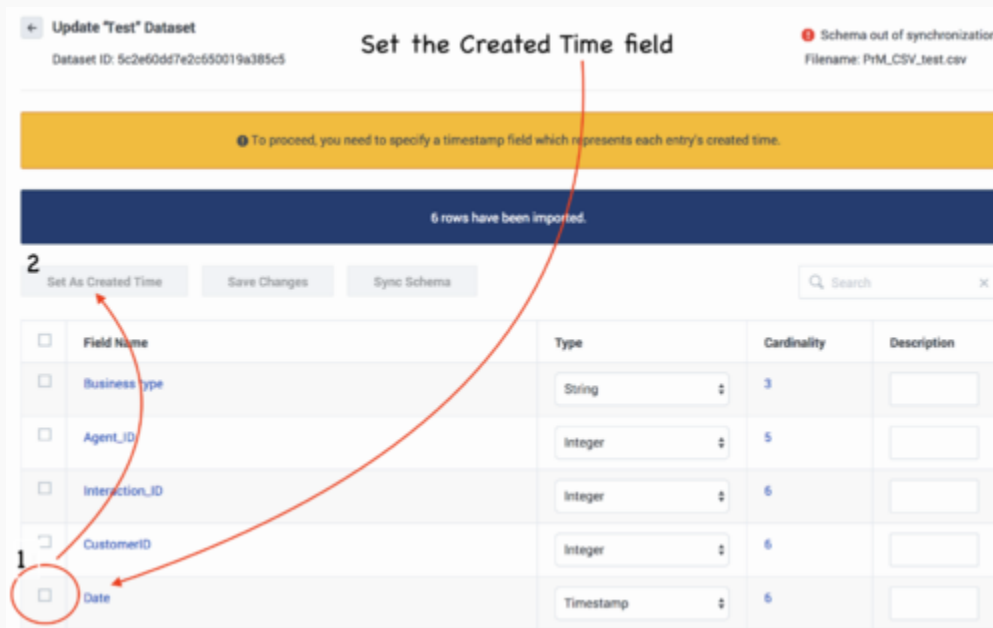 Update "Test" Dataset
Dataset ID: 5c2e60dd7e2c650019a385c5
Set the Created Time field
Schema out of synchronization
Filename: PrM_CSV_test.csv
To proceed, you need to specify a timestamp field which represents each entry's created time.
6 rows have been imported.
2
Set As Created Time Save Changes Sync Schema Search
Field Name Type Cardinality Description
Business type String 3
Agent_ID Integer 5
Interaction_ID Integer 6
CustomerID Integer 6
1
Date Timestamp 6